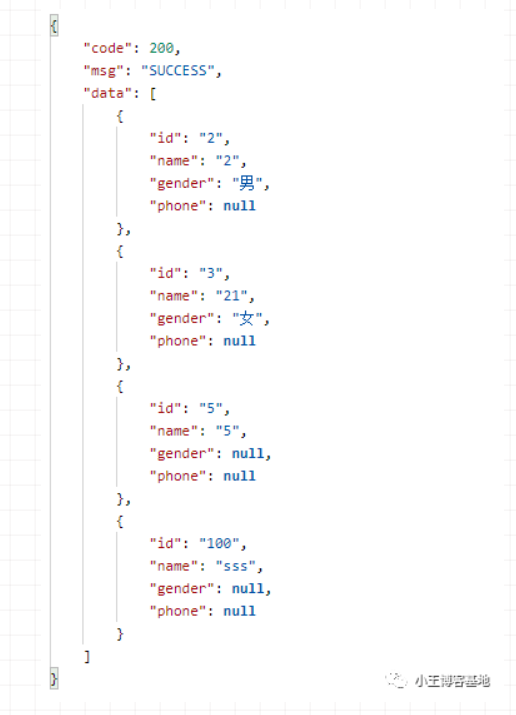 {
    "code": 200,
    "msg": "SUCCESS",
    "data": [
        {
            "id": "2",
            "name": "2",
            "gender": "男",
            "phone": null
        },
        {
            "id": "3",
            "name": "21",
            "gender": "女",
            "phone": null
        },
        {
            "id": "5",
            "name": "5",
            "gender": null,
            "phone": null
        },
        {
            "id": "100",
            "name": "sss",
            "gender": null,
            "phone": null
        }
    ]
}
小王博客基地